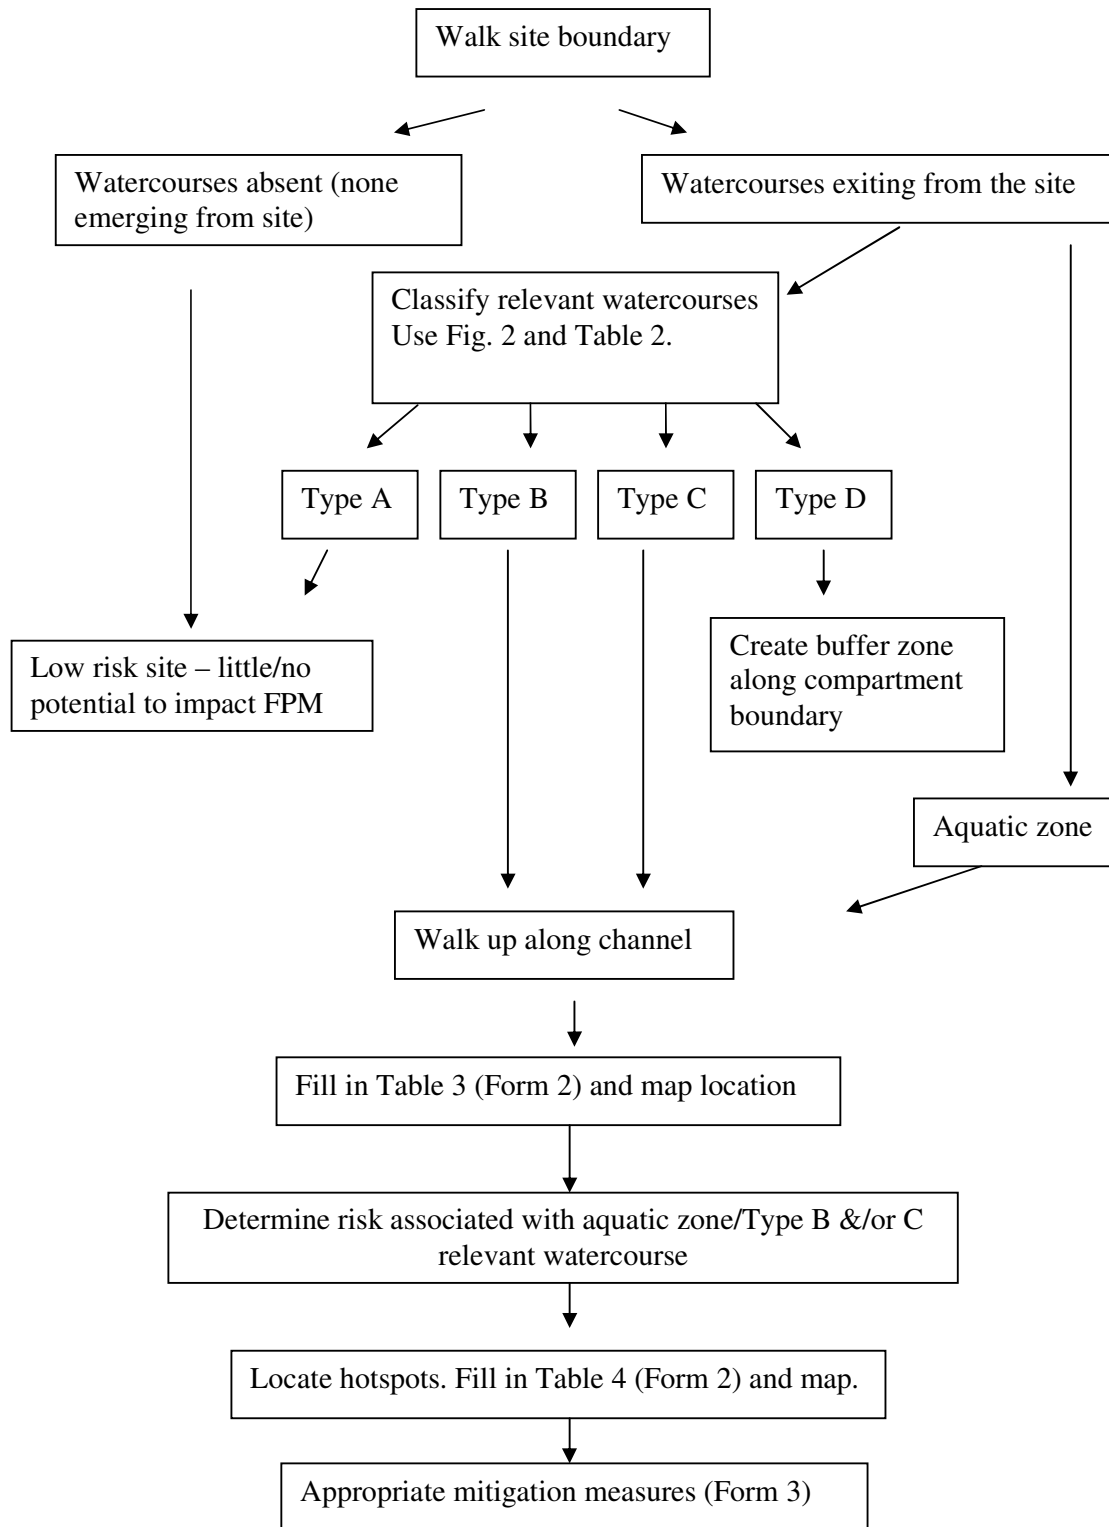 Walk site boundary
Watercourses absent (none
emerging from site)
Watercourses exiting from the site
Classify relevant watercourses
Use Fig. 2 and Table 2.
Type A
Type B
Type C
Type D
Low risk site – little/no
potential to impact FPM
Create buffer zone
along compartment
boundary
Aquatic zone
Walk up along channel
Fill in Table 3 (Form 2) and map location
Determine risk associated with aquatic zone/Type B &/or C
relevant watercourse
Locate hotspots. Fill in Table 4 (Form 2) and map.
Appropriate mitigation measures (Form 3)